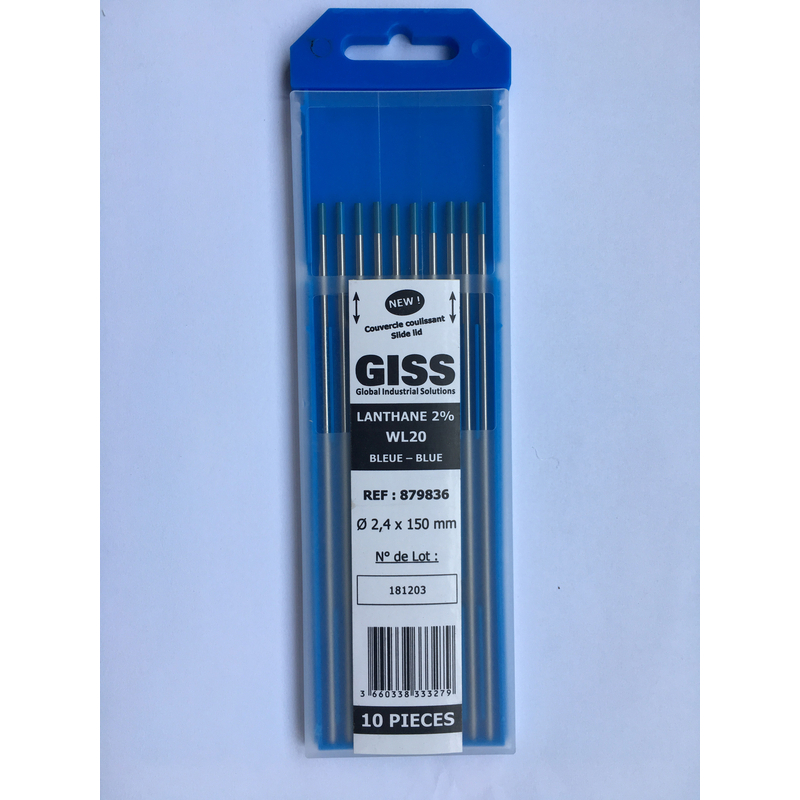 NEW !
Couvercle coulissant
Slide lid
GISS
Global Industrial Solutions
LANTHANE 2%
WL20
BLEUE – BLUE
REF : 879836
Ø 2,4 x 150 mm
N° de Lot :
181203
3 660338 333279
10 PIECES